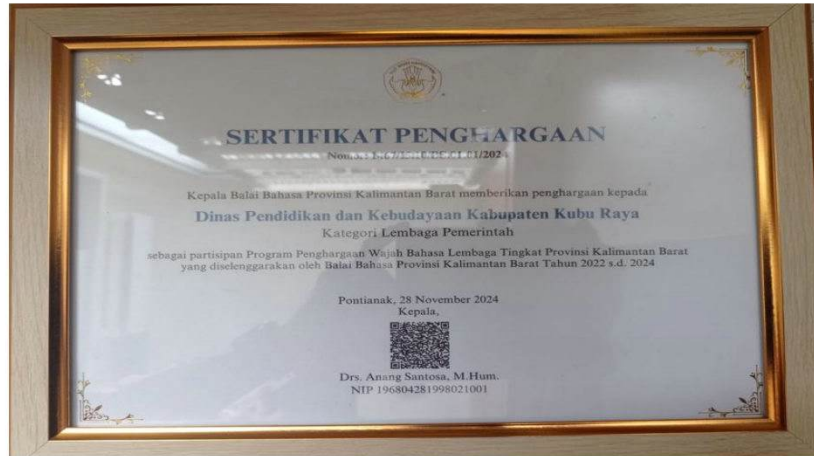 SERTIFIKAT PENGHARGAAN
/2024
Kepala Balai Bahasa Provinsi Kalimantan Barat memberikan penghargaan kepada
Dinas Pendidikan dan Kebudayaan Kabupaten Kubu Raya
Kategori Lembaga Pemerintah
sebagai partisipan Program Penghargaan Wajah Bahasa Lembaga Tingkat Provinsi Kalimantan Barat
yang diselenggarakan oleh Balai Bahasa Provinsi Kalimantan Barat Tahun 2022 s.d. 2024
Pontianak, 28 November 2024
Kepala,
Drs. Anang Santosa, M.Hum.
NIP 196804281998021001